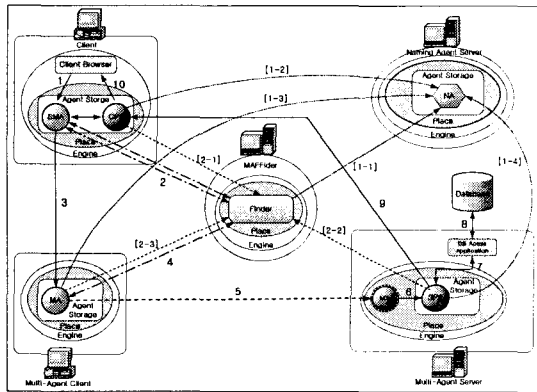 Client
Client Browser
1
10
Agent Storge
SMA
Place
Engine
Naming Agent Server
Agent Storage
NA
Place
Engine
[1-2]
[1-3]
[1-1]
[1-4]
MAFFider
Finder
Place
Engine
[2-1]
2
3
[2-3]
4
[2-2]
9
Database
8
DB Access
Application
7
MA
Agent
Storage
Place
Engine
Multi-Agent Client
5
6
Agent
Storage
Place
Engine
Multi-Agent Server